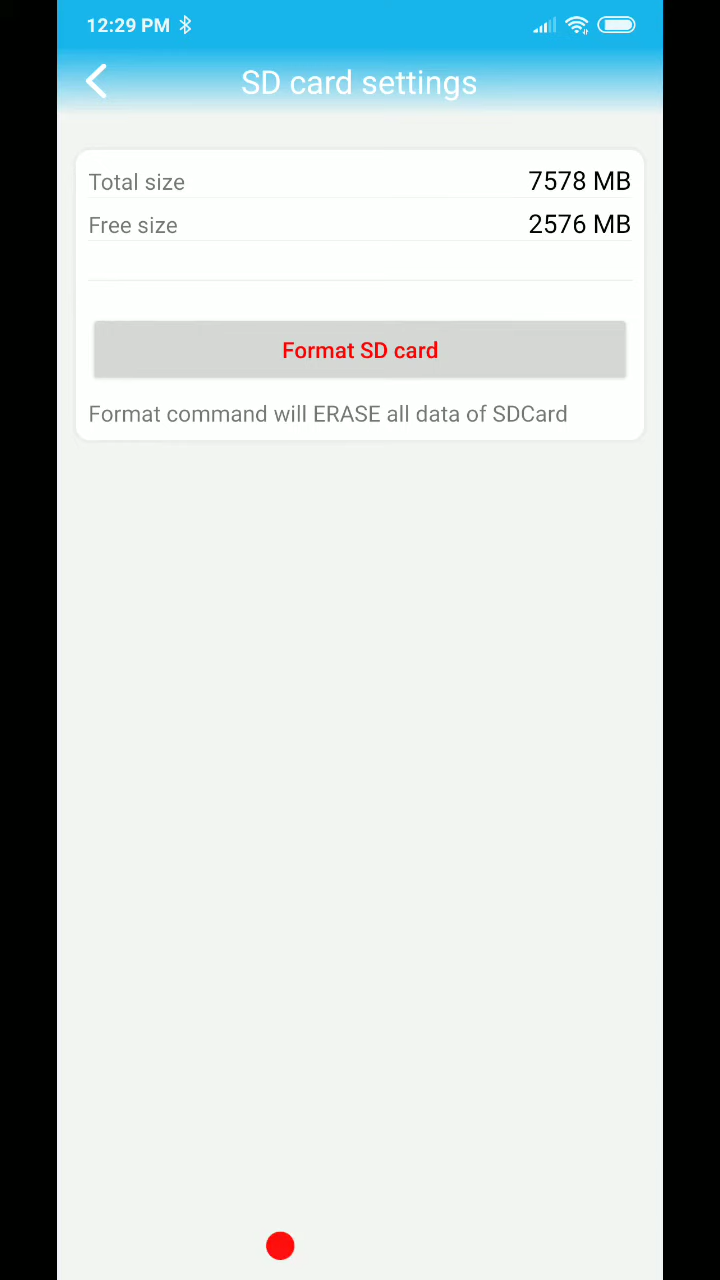 12:29 PM
SD card settings
Total size 7578 MB
Free size 2576 MB
Format SD card
Format command will ERASE all data of SDCard